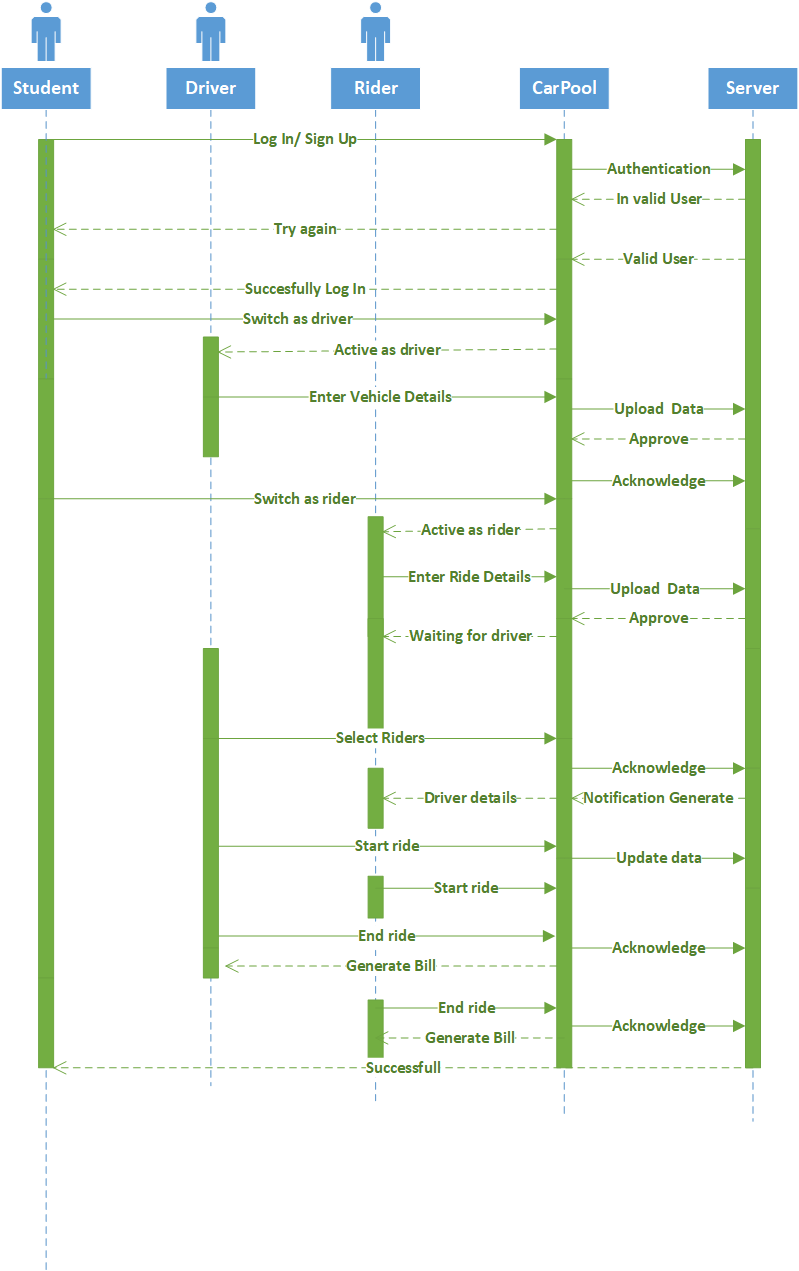 Student
Driver
Rider
CarPool
Server
Log In/ Sign Up
Authentication
In valid User
Try again
Valid User
Succesfully Log In
Switch as driver
Active as driver
Enter Vehicle Details
Upload  Data
Approve
Acknowledge
Switch as rider
Active as rider
Enter Ride Details
Upload  Data
Approve
Waiting for driver
Select Riders
Acknowledge
Driver details
Notification Generate
Start ride
Update data
Start ride
End ride
Acknowledge
Generate Bill
End ride
Acknowledge
Generate Bill
Successfull